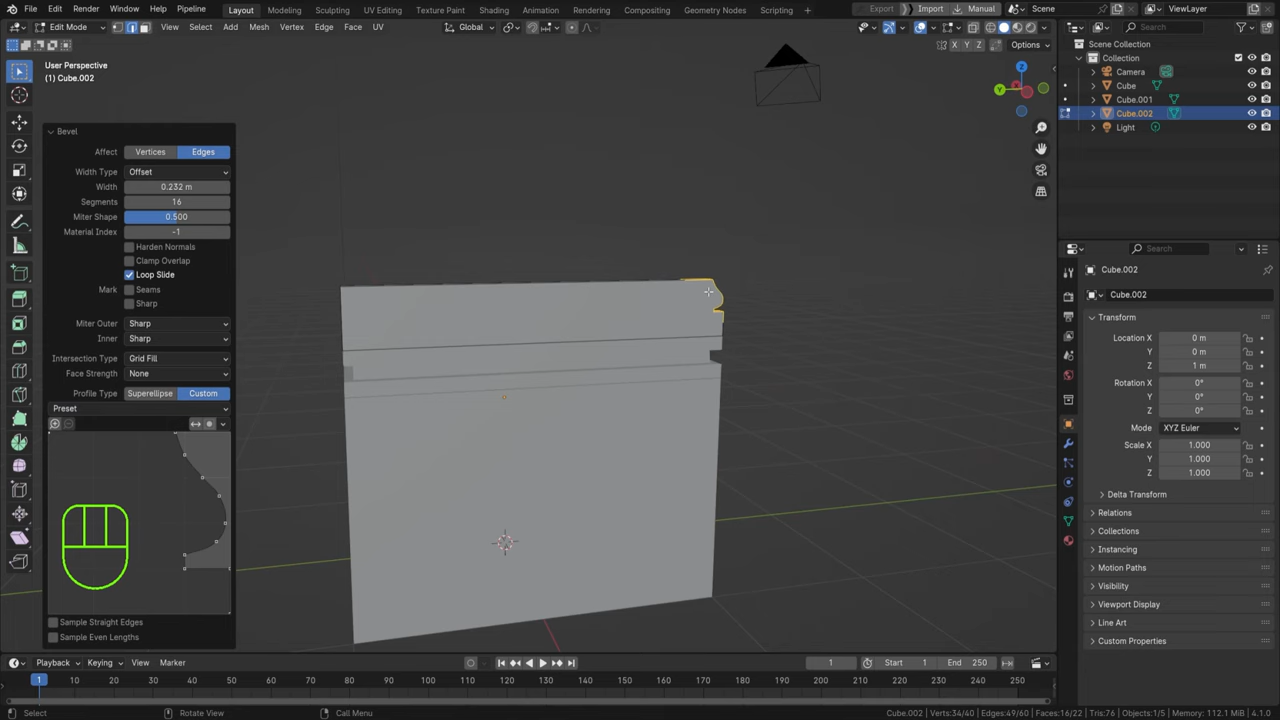 File Edit Render Window Help Pipeline Layout Modeling Sculpting UV Editing Texture Paint Shading Animation Rendering Compositing Geometry Nodes Scripting + Export Import Manual Scene ViewLayer
Edit Mode View Select Add Mesh Vertex Edge Face UV Global Search
X Y Z Options
Scene Collection
User Perspective
(1) Cube.002
Collection
Camera
Cube
Cube.001
Cube.002
Light
Z
Y
Bevel
Affect Vertices Edges
Width Type Offset
Width 0.232 m
Segments 16
Miter Shape 0.500
Material Index -1
Harden Normals
Clamp Overlap
Loop Slide
Mark Seams
Sharp
Miter Outer Sharp
Inner Sharp
Intersection Type Grid Fill
Face Strength None
Profile Type Superellipse Custom
Preset
Sample Straight Edges
Sample Even Lengths
Search
Cube.002
Cube.002
Transform
Location X 0 m
Y 0 m
Z 1 m
Rotation X 0°
Y 0°
Z 0°
Mode XYZ Euler
Scale X 1.000
Y 1.000
Z 1.000
Delta Transform
Relations
Collections
Instancing
Motion Paths
Visibility
Viewport Display
Line Art
Custom Properties
Playback Keying View Marker 1 Start 1 End 250
1 10 20 30 40 50 60 70 80 90 100 110 120 130 140 150 160 170 180 190 200 210 220 230 240 250
Select Rotate View Call Menu Cube.002 | Verts:34/40 | Edges:49/60 | Faces:16/22 | Tris:76 | Objects:1/5 | Memory: 112.1 MiB | 4.1.0